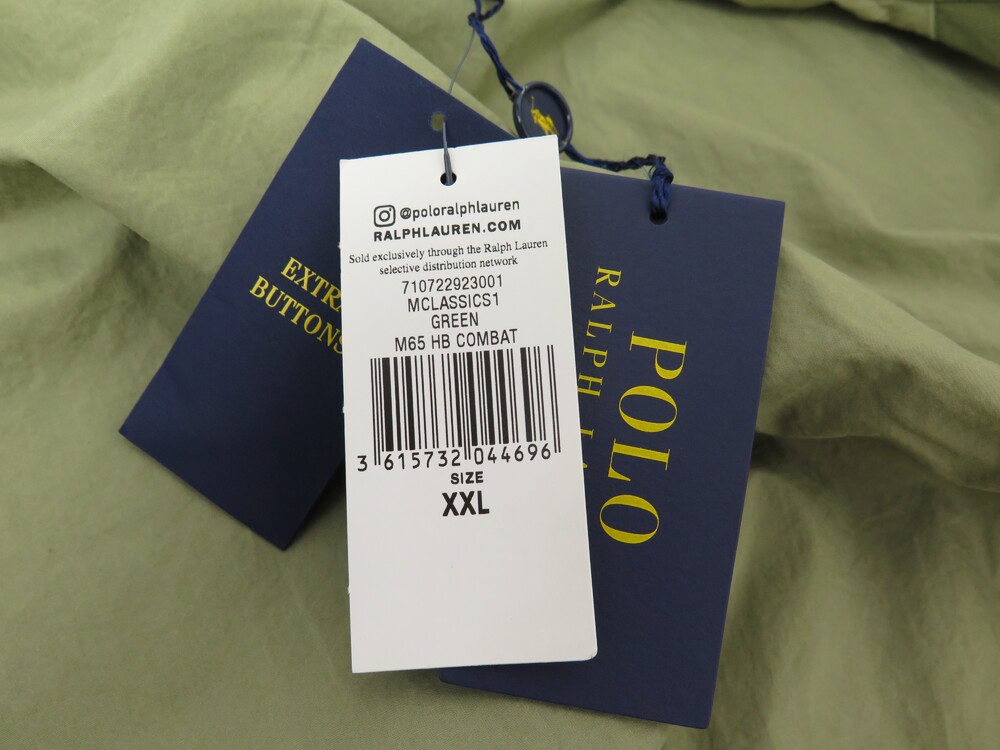 @poloralphlauren
RALPHLAUREN.COM
Sold exclusively through the Ralph Lauren
selective distribution network
710722923001
MCLASSICS1
GREEN
M65 HB COMBAT
3 615732 044696
SIZE
XXL
EXTRA
BUTTONS
POLO
RALPH